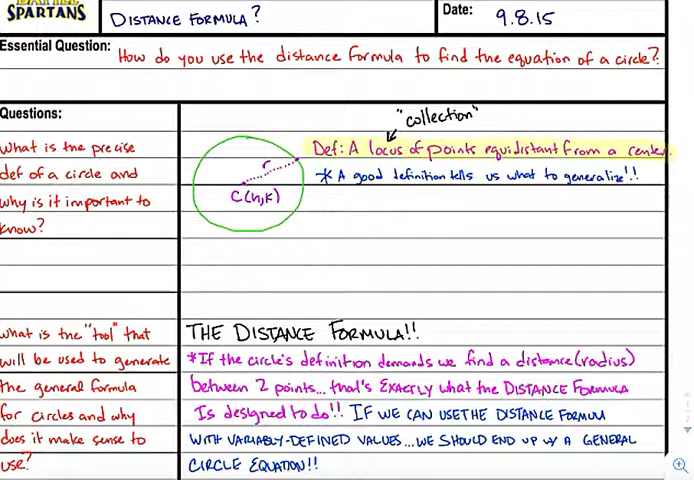 SPARTANS
DISTANCE FORMULA?
Date: 9.8.15
Essential Question:
How do you use the distance formula to find the equation of a circle?
Questions:
"collection"
What is the precise
def of a circle and
why is it important to
know?
r
C(h,k)
Def: A locus of points equidistant from a center.
* A good definition tells us what to generalize!!
What is the "tool" that
will be used to generate
the general formula
for circles and why
does it make sense to
use?
THE DISTANCE FORMULA!!
*If the circle's definition demands we find a distance (radius)
between 2 points... that's EXACTLY what the DISTANCE FORMULA
Is designed to do!! IF WE CAN USE THE DISTANCE FORMULA
WITH VARIABLY-DEFINED VALUES... WE SHOULD END UP W/ A GENERAL
CIRCLE EQUATION!!